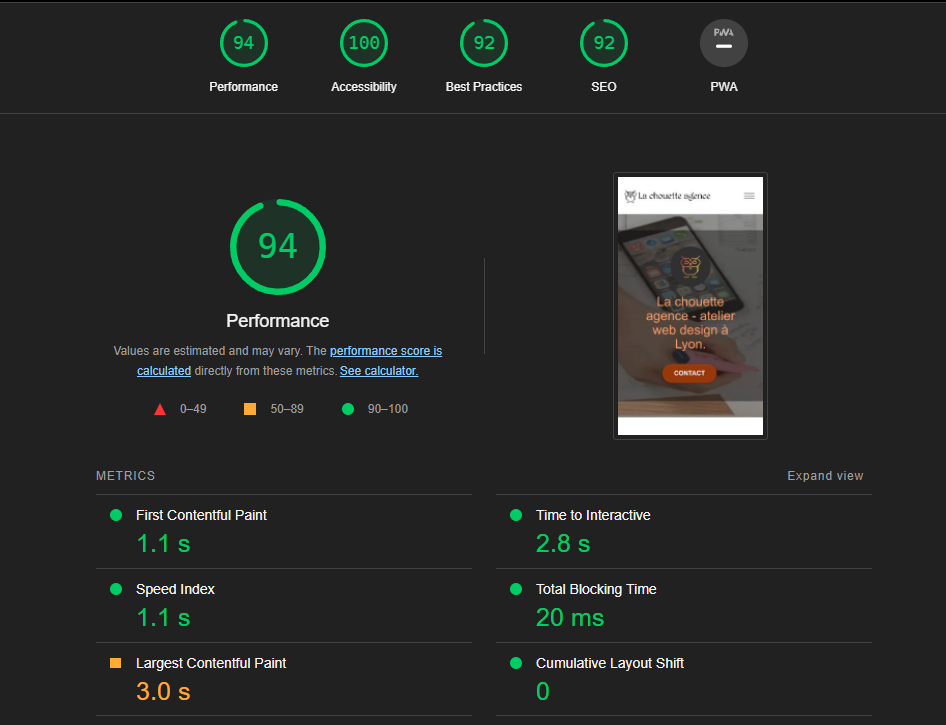 94
100
92
92
PWA
Performance
Accessibility
Best Practices
SEO
PWA
94
Performance
Values are estimated and may vary. The performance score is
calculated directly from these metrics. See calculator.
0–49
50–89
90–100
La chouette agence
La chouette
agence - atelier
web design à
Lyon.
CONTACT
METRICS
Expand view
First Contentful Paint
1.1 s
Time to Interactive
2.8 s
Speed Index
1.1 s
Total Blocking Time
20 ms
Largest Contentful Paint
3.0 s
Cumulative Layout Shift
0